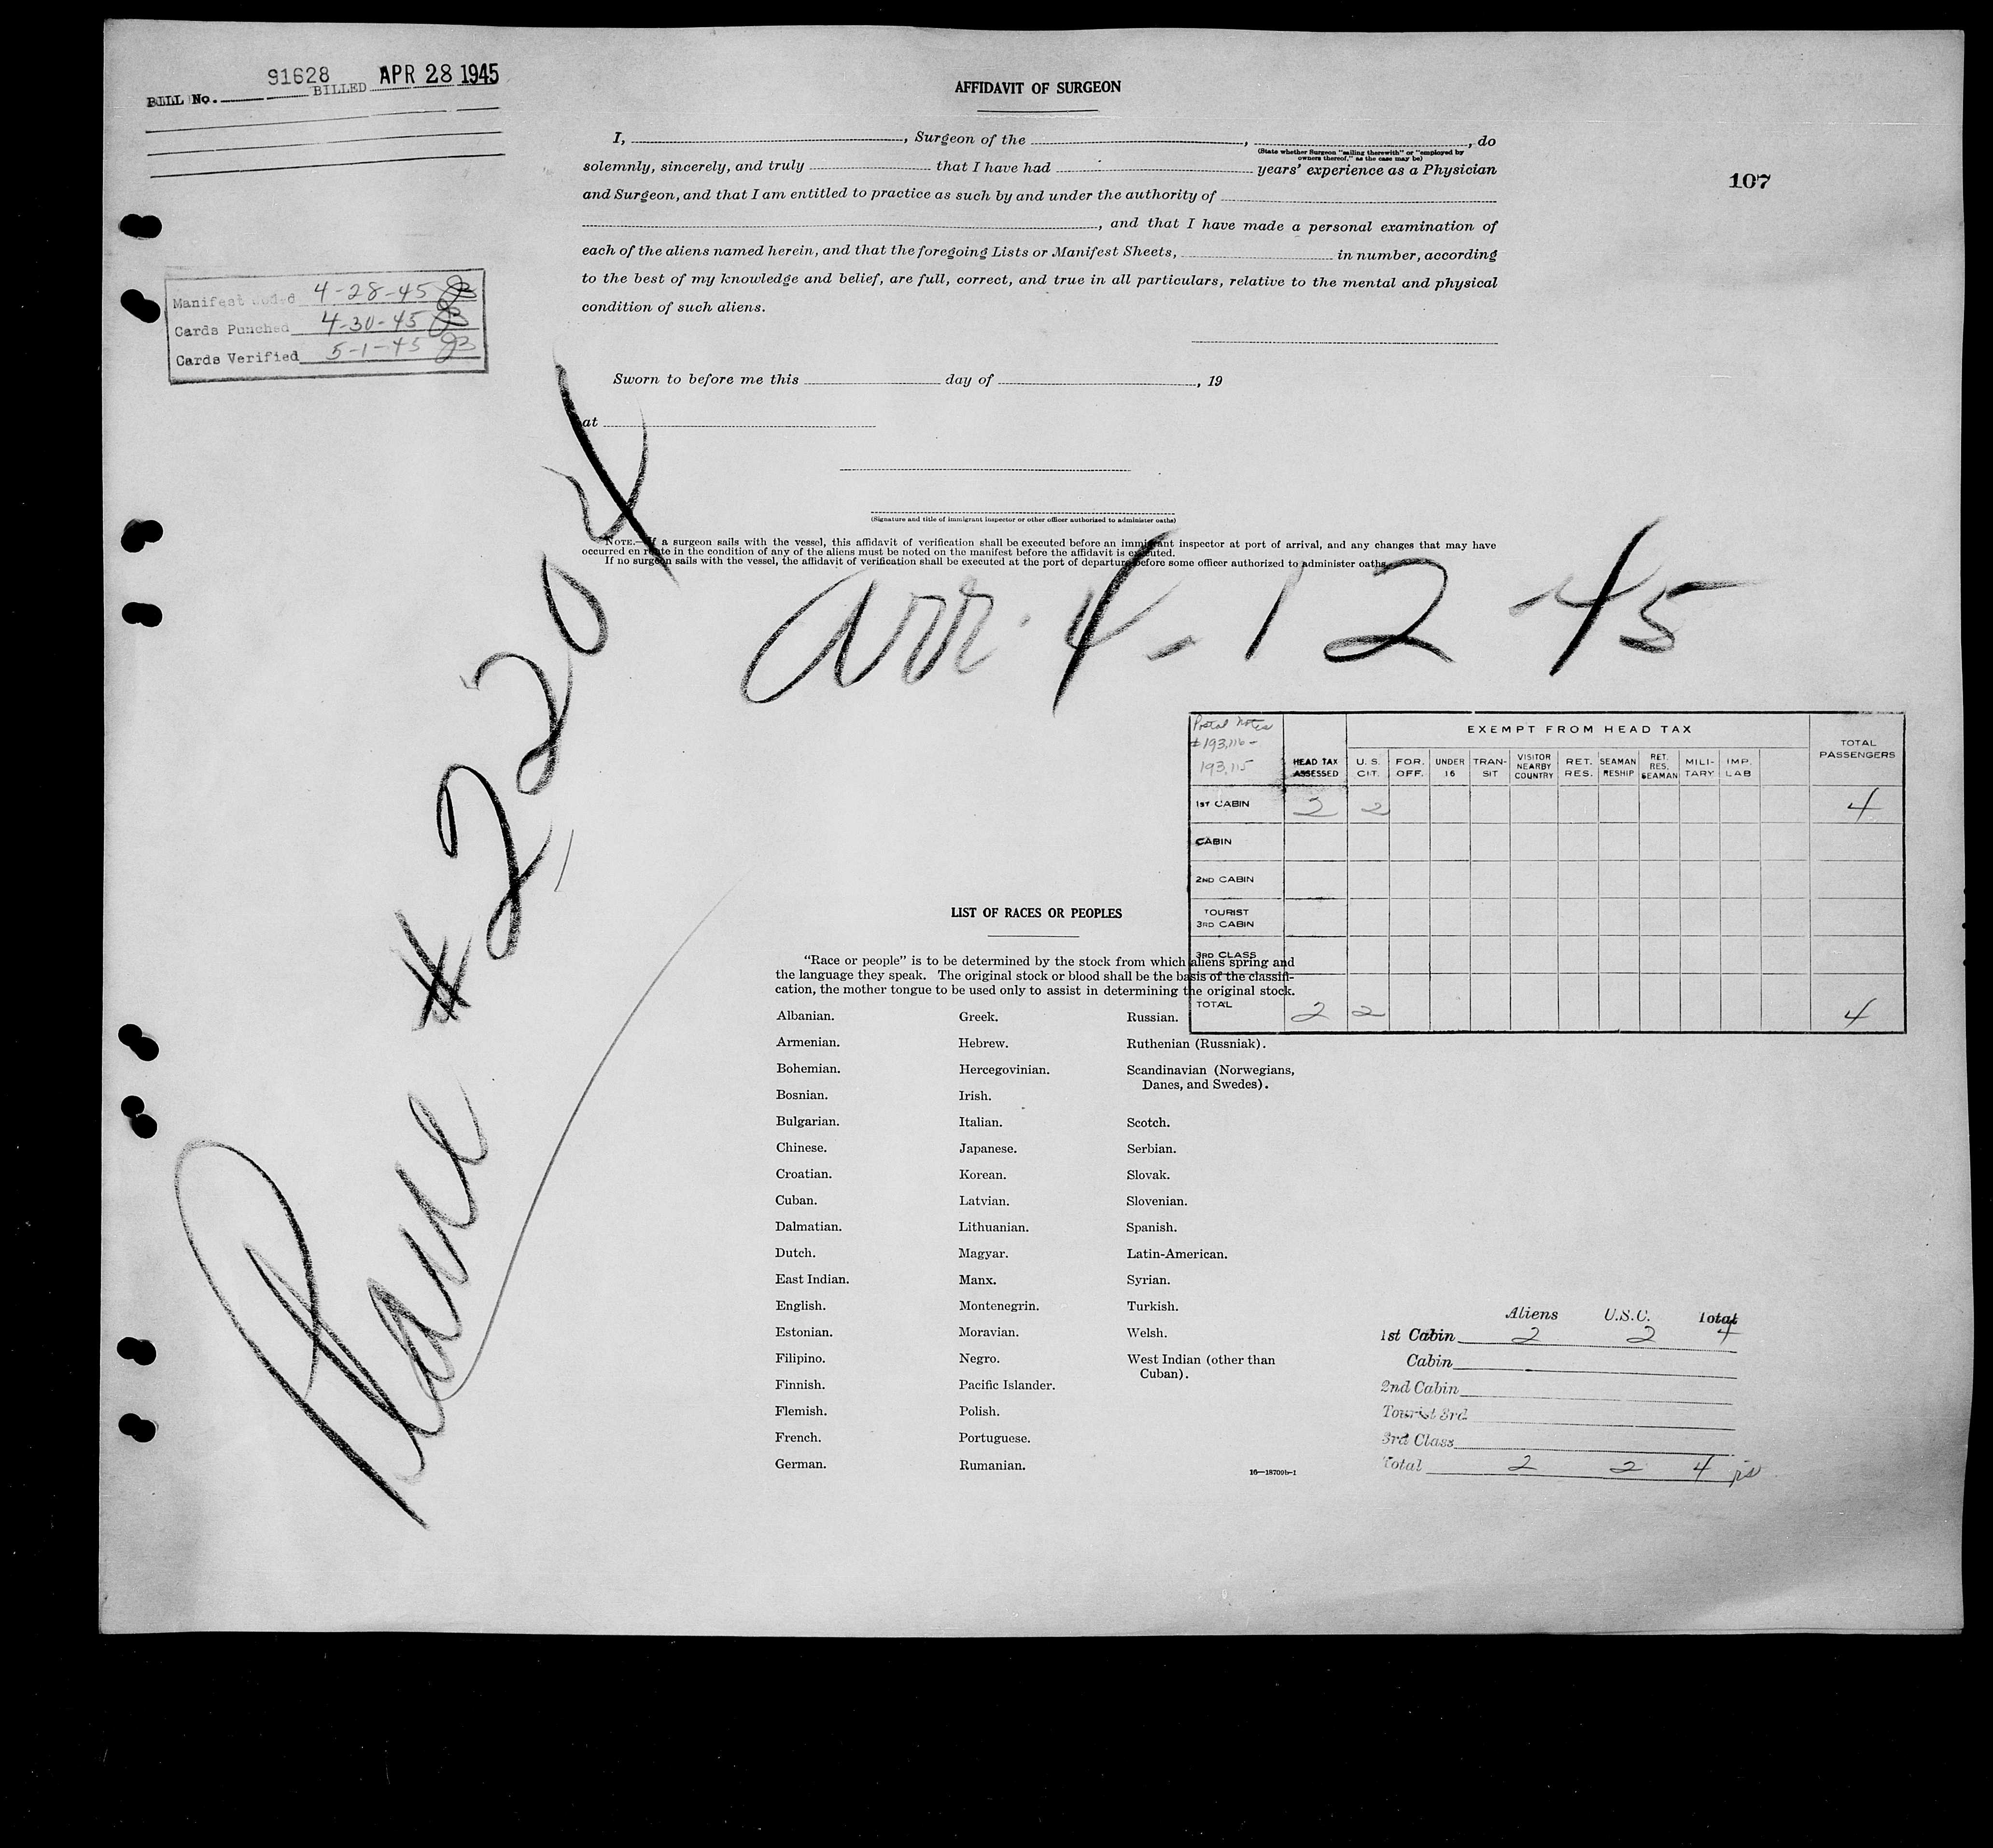 BILL No. 91628 BILLED APR 28 1945
AFFIDAVIT OF SURGEON
I, , Surgeon of the , , do
(State whether Surgeon "sailing therewith" or "employed by
owners thereof," as the case may be)
solemnly, sincerely, and truly that I have had years' experience as a Physician
and Surgeon, and that I am entitled to practice as such by and under the authority of
, and that I have made a personal examination of
each of the aliens named herein, and that the foregoing Lists or Manifest Sheets, in number, according
to the best of my knowledge and belief, are full, correct, and true in all particulars, relative to the mental and physical
condition of such aliens.
107
Manifest Coded 4-28-45
Cards Punched 4-30-45
Cards Verified 5-1-45
Sworn to before me this day of , 19
at
(Signature and title of immigrant inspector or other officer authorized to administer oaths)
NOTE.—If a surgeon sails with the vessel, this affidavit of verification shall be executed before an immigrant inspector at port of arrival, and any changes that may have
occurred en route in the condition of any of the aliens must be noted on the manifest before the affidavit is executed.
If no surgeon sails with the vessel, the affidavit of verification shall be executed at the port of departure before some officer authorized to administer oaths.
Arr. 4-12-45
Plane #2204
Postal Notes
#193,116-
193,115
HEAD TAX ASSESSED
EXEMPT FROM HEAD TAX
TOTAL PASSENGERS
U.S. CIT. FOR. OFF. UNDER 16 TRANSIT VISITOR NEARBY COUNTRY RET. RES. SEAMAN RESHIP RET. RES. SEAMAN MILITARY IMP. LAB
1ST CABIN 2 2 4
CABIN
2ND CABIN
TOURIST
3RD CABIN
3RD CLASS
TOTAL 2 2 4
LIST OF RACES OR PEOPLES
"Race or people" is to be determined by the stock from which aliens spring and
the language they speak. The original stock or blood shall be the basis of the classifi-
cation, the mother tongue to be used only to assist in determining the original stock.
Albanian. Greek. Russian.
Armenian. Hebrew. Ruthenian (Russniak).
Bohemian. Hercegovinian. Scandinavian (Norwegians,
Danes, and Swedes).
Bosnian. Irish.
Bulgarian. Italian. Scotch.
Chinese. Japanese. Serbian.
Croatian. Korean. Slovak.
Cuban. Latvian. Slovenian.
Dalmatian. Lithuanian. Spanish.
Dutch. Magyar. Latin-American.
East Indian. Manx. Syrian.
English. Montenegrin. Turkish.
Estonian. Moravian. Welsh.
Filipino. Negro. West Indian (other than
Cuban).
Finnish. Pacific Islander.
Flemish. Polish.
French. Portuguese.
German. Rumanian.
16—18709b-1
Aliens U.S.C. Total
1st Cabin 2 2 4
Cabin
2nd Cabin
Tourist 3rd
3rd Class
Total 2 2 4